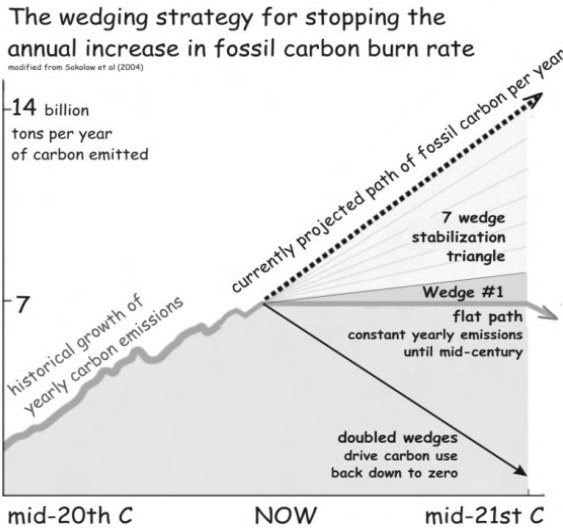 The wedging strategy for stopping the
annual increase in fossil carbon burn rate
modified from Sokolow et al (2004)
14 billion
tons per year
of carbon emitted
currently projected path of fossil carbon per year
7 wedge
stabilization
triangle
7
Wedge #1
flat path
constant yearly emissions
until mid-century
historical growth of
yearly carbon emissions
doubled wedges
drive carbon use
back down to zero
mid-20th C
NOW
mid-21st C